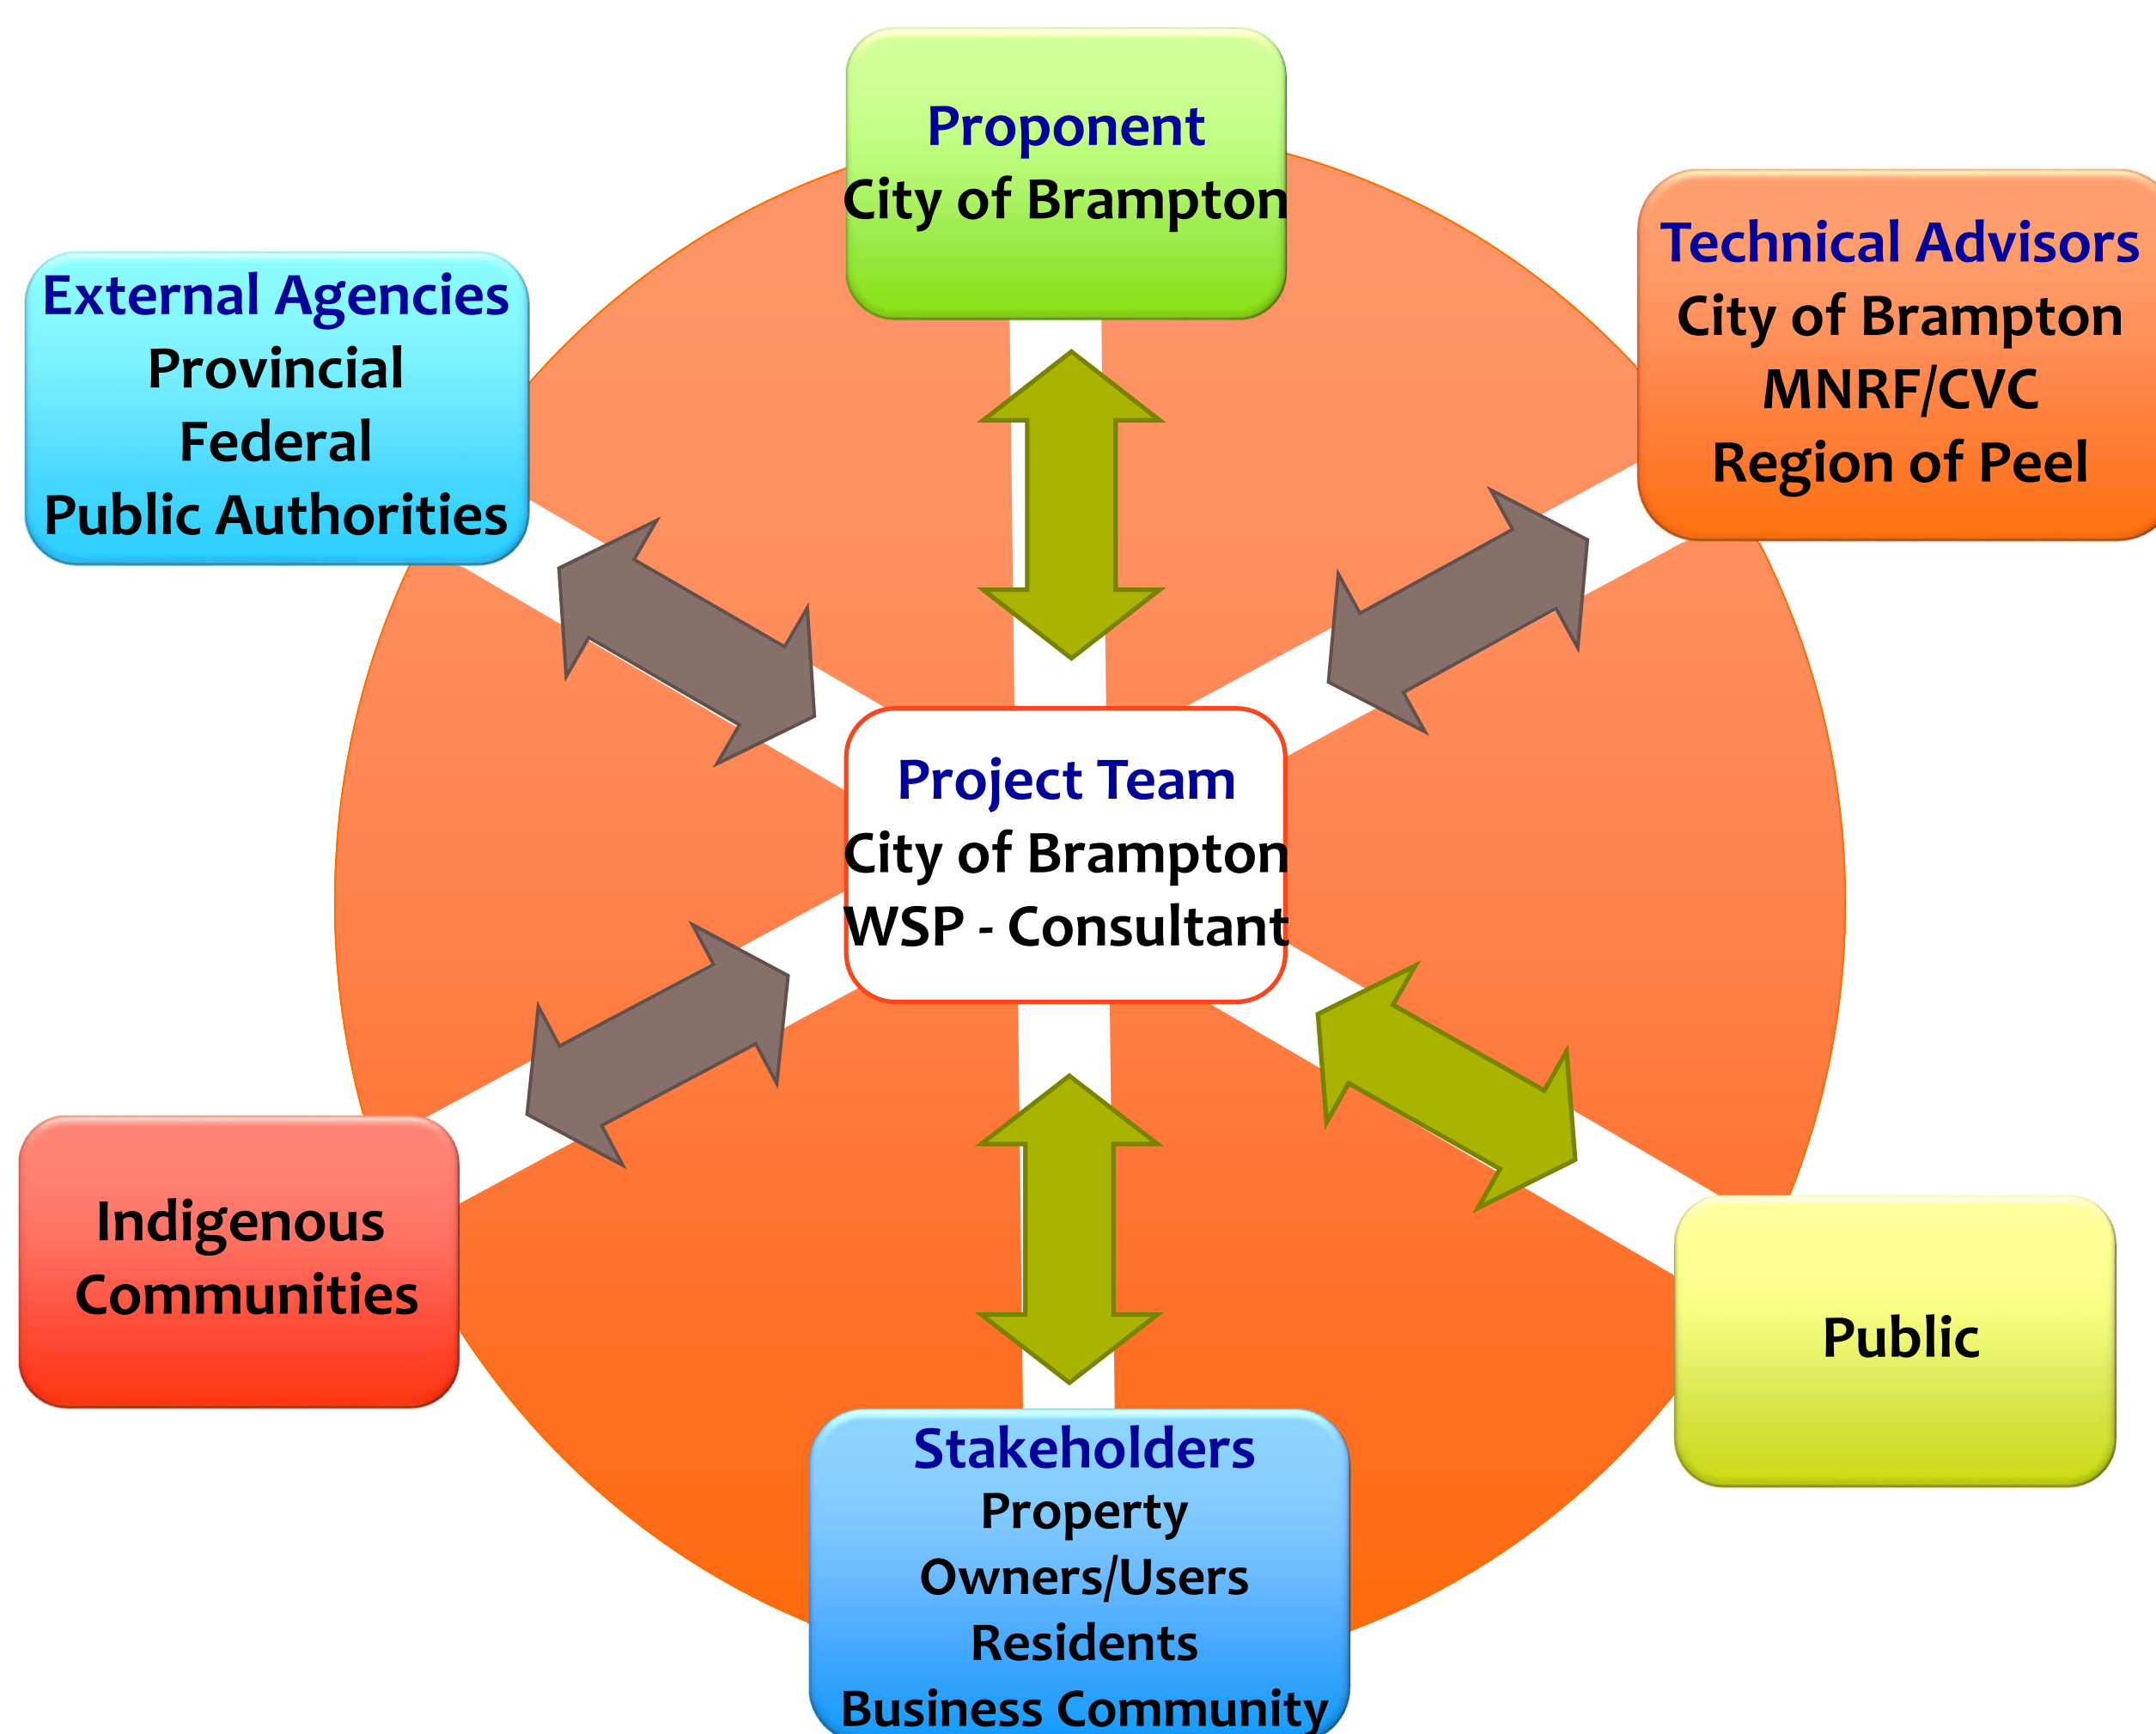 Proponent
City of Brampton
Technical Advisors
City of Brampton
MNRF/CVC
Region of Peel
External Agencies
Provincial
Federal
Public Authorities
Project Team
City of Brampton
WSP - Consultant
Indigenous
Communities
Public
Stakeholders
Property
Owners/Users
Residents
Business Community